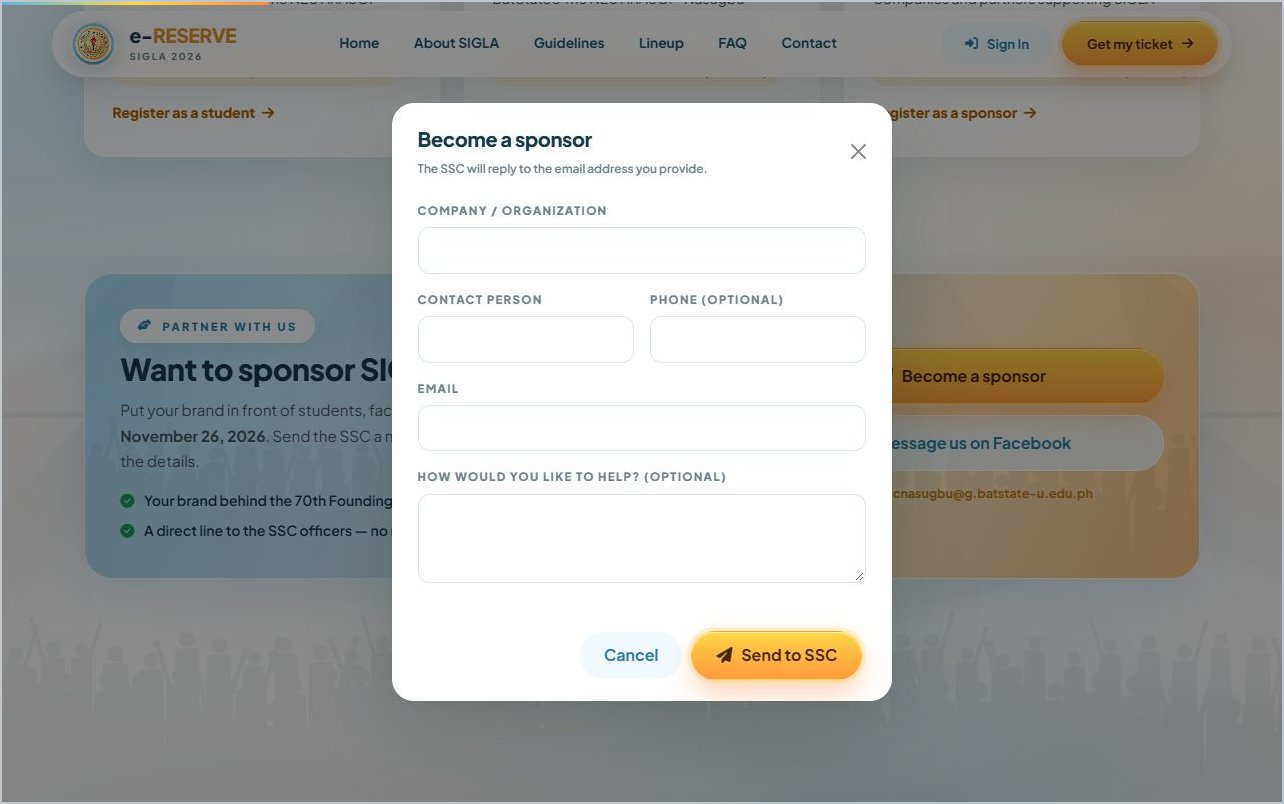 e-RESERVE
SIGLA 2026
Home
About SIGLA
Guidelines
Lineup
FAQ
Contact
Sign In
Get my ticket
Register as a student
gister as a sponsor
Become a sponsor
The SSC will reply to the email address you provide.
COMPANY / ORGANIZATION
CONTACT PERSON
PHONE (OPTIONAL)
EMAIL
HOW WOULD YOU LIKE TO HELP? (OPTIONAL)
Cancel
Send to SSC
PARTNER WITH US
Want to sponsor SI
Put your brand in front of students, fac
November 26, 2026. Send the SSC a
the details.
Your brand behind the 70th Founding
A direct line to the SSC officers — no
Become a sponsor
essage us on Facebook
cnasugbu@g.batstate-u.edu.ph